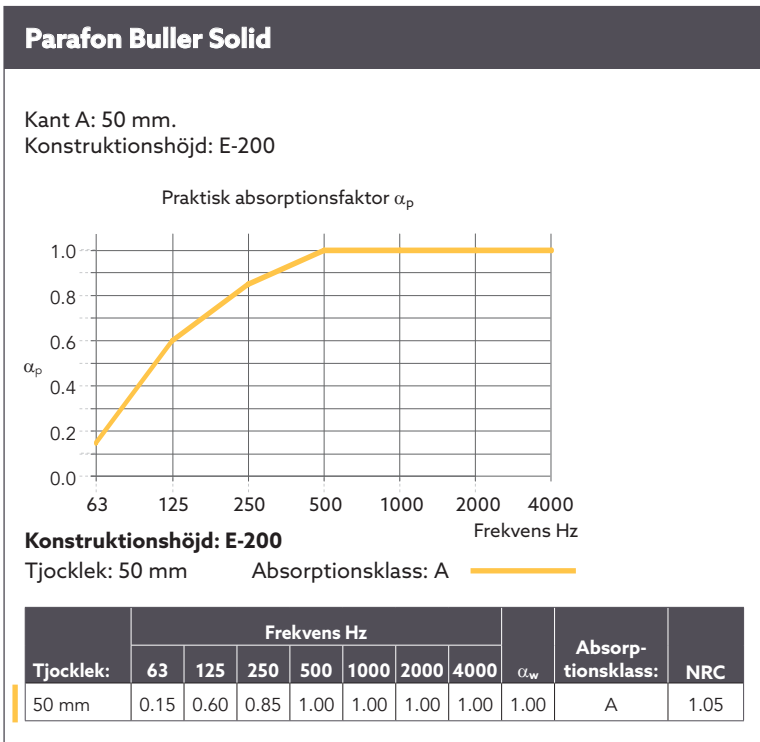 Parafon Buller Solid
Kant A: 50 mm.
Konstruktionshöjd: E-200
Praktisk absorptionsfaktor αp
1.0
0.8
0.6
αp
0.4
0.2
0.0
63 125 250 500 1000 2000 4000
Frekvens Hz
Konstruktionshöjd: E-200
Tjocklek: 50 mm Absorptionsklass: A
Frekvens Hz
Tjocklek: 63 125 250 500 1000 2000 4000 αw Absorp-
tionsklass: NRC
50 mm 0.15 0.60 0.85 1.00 1.00 1.00 1.00 1.00 A 1.05